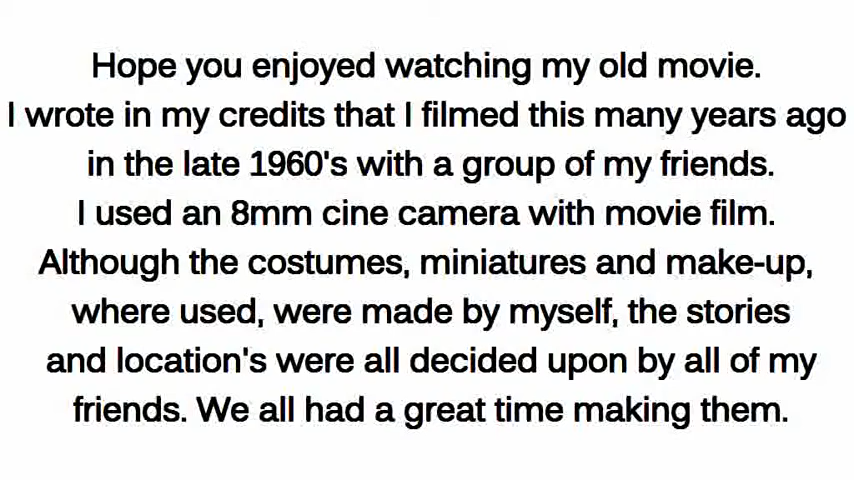 Hope you enjoyed watching my old movie.
I wrote in my credits that I filmed this many years ago
in the late 1960's with a group of my friends.
I used an 8mm cine camera with movie film.
Although the costumes, miniatures and make-up,
where used, were made by myself, the stories
and location's were all decided upon by all of my
friends. We all had a great time making them.